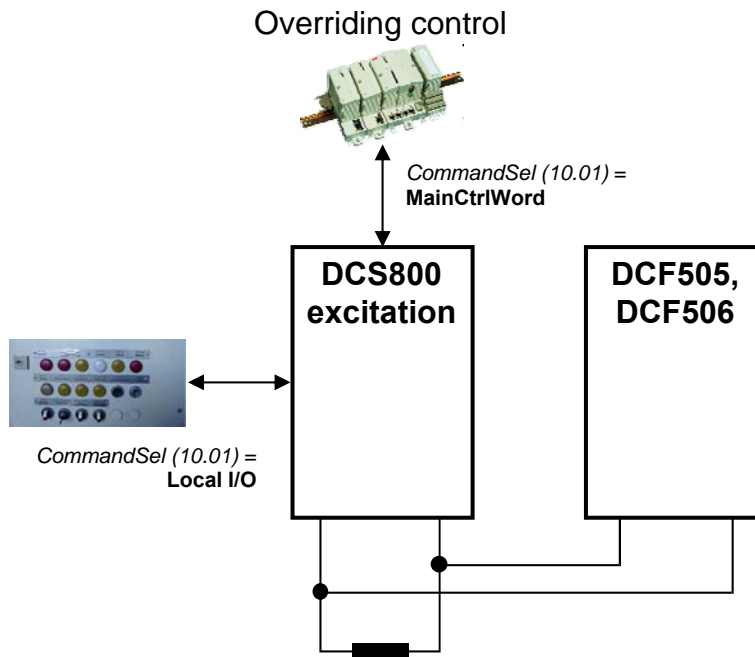 Overriding control
CommandSel (10.01) =
MainCtrlWord
DCS800
excitation
DCF505,
DCF506
CommandSel (10.01) =
Local I/O